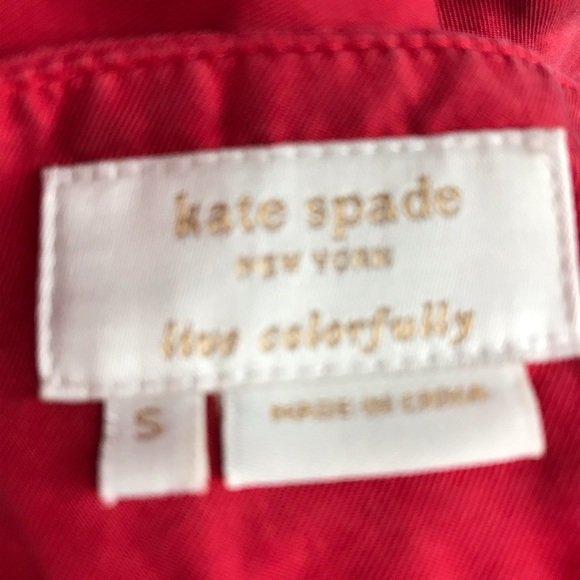 kate spade
NEW YORK
live colorfully
S
MADE IN CHINA